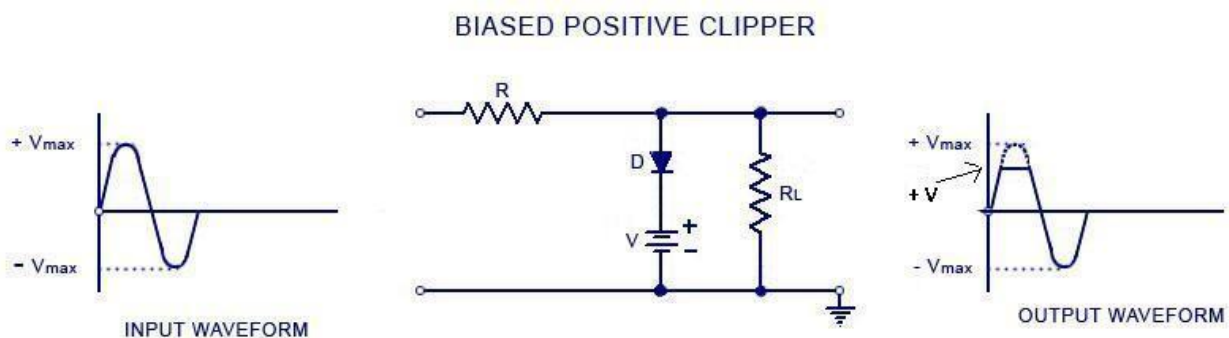 BIASED POSITIVE CLIPPER
+ Vmax
- Vmax
INPUT WAVEFORM
R
D
V
+
-
RL
+ Vmax
+ V
- Vmax
OUTPUT WAVEFORM